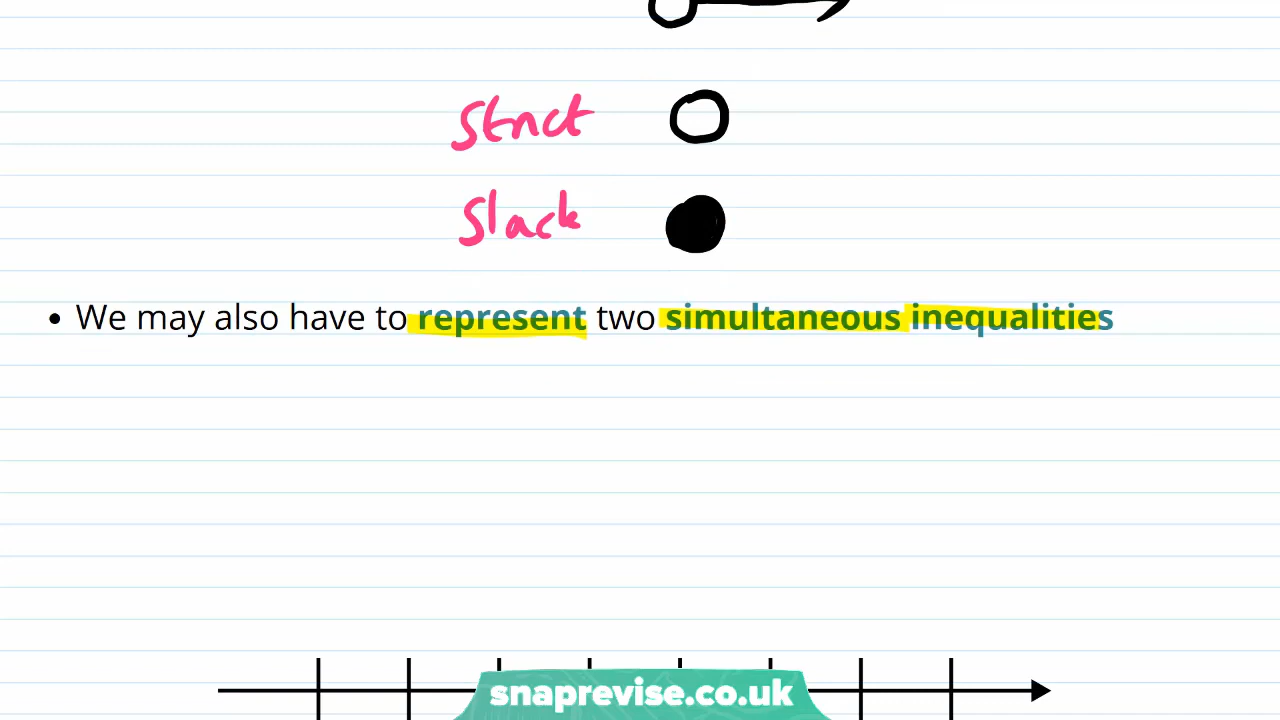 Strict
Slack
• We may also have to represent two simultaneous inequalities
snaprevise.co.uk